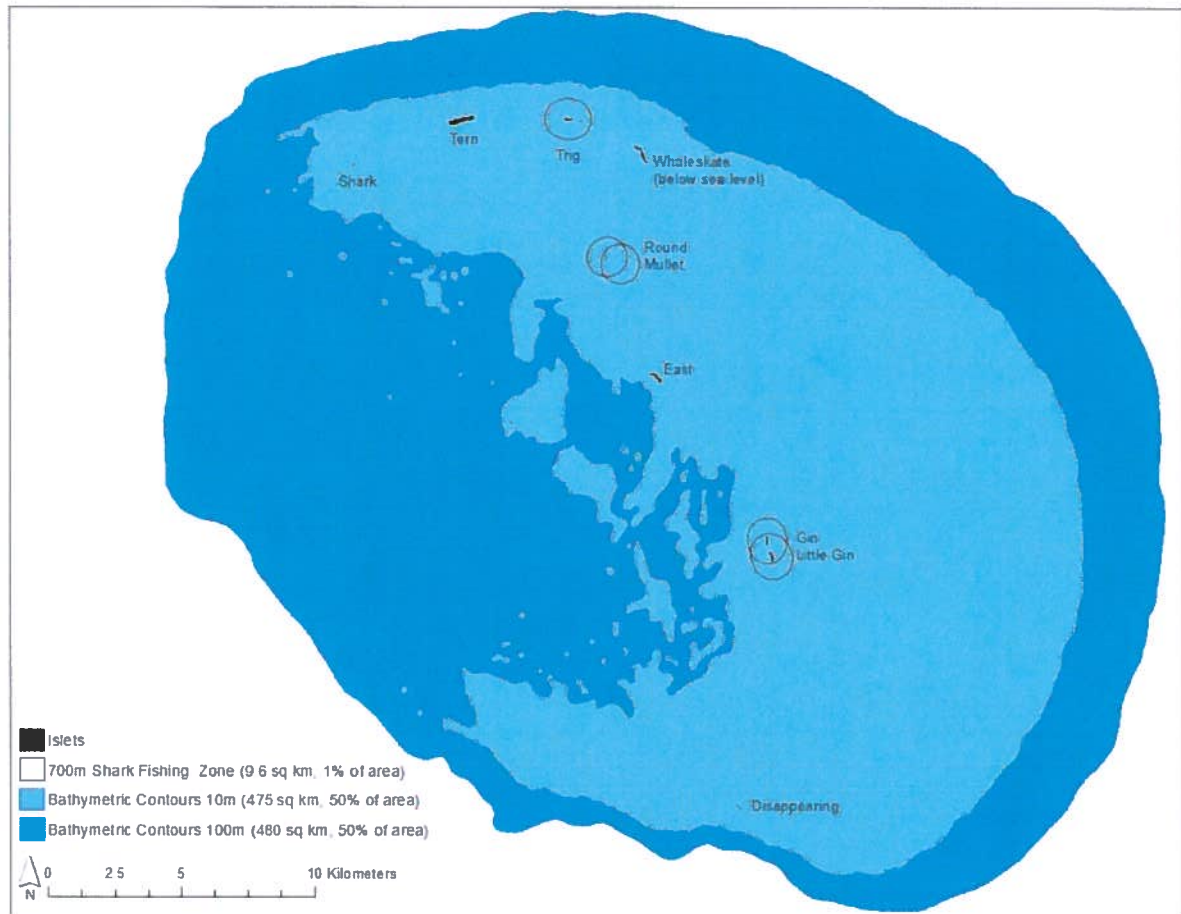 Tern
Trig
Whaleskate
(below sea level)
Shark
Round
Mullet
East
Gin
Little Gin
Disappearing
Islets
700m Shark Fishing Zone (9 6 sq km, 1% of area)
Bathymetric Contours 10m (475 sq km, 50% of area)
Bathymetric Contours 100m (480 sq km, 50% of area)
0 2 5 5 10 Kilometers
N